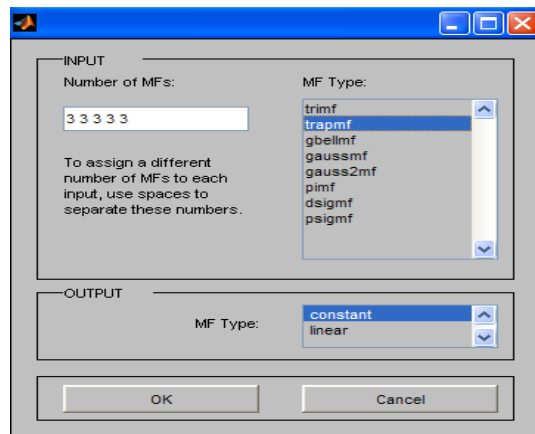 INPUT
Number of MFs:
3 3 3 3 3
To assign a different
number of MFs to each
input, use spaces to
separate these numbers.
MF Type:
trimf
trapmf
gbellmf
gaussmf
gauss2mf
pimf
dsigmf
psigmf
OUTPUT
MF Type:
constant
linear
OK
Cancel